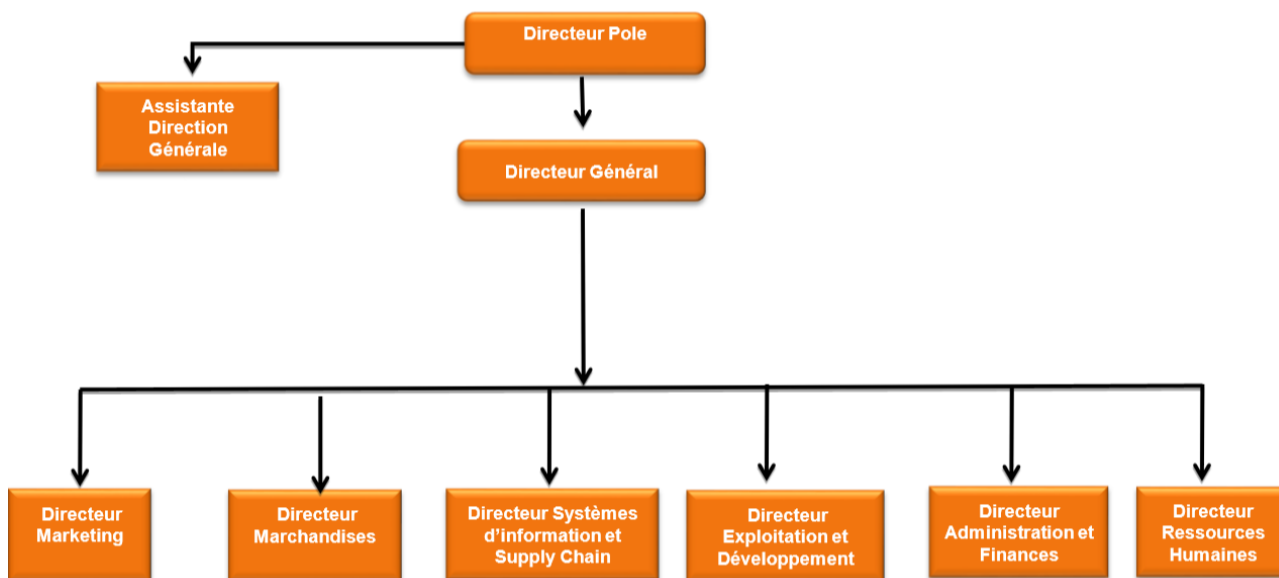 Directeur Pole
Assistante
Direction
Générale
Directeur Général
Directeur
Marketing
Directeur
Marchandises
Directeur Systèmes
d'information et
Supply Chain
Directeur
Exploitation et
Développement
Directeur
Administration et
Finances
Directeur
Ressources
Humaines